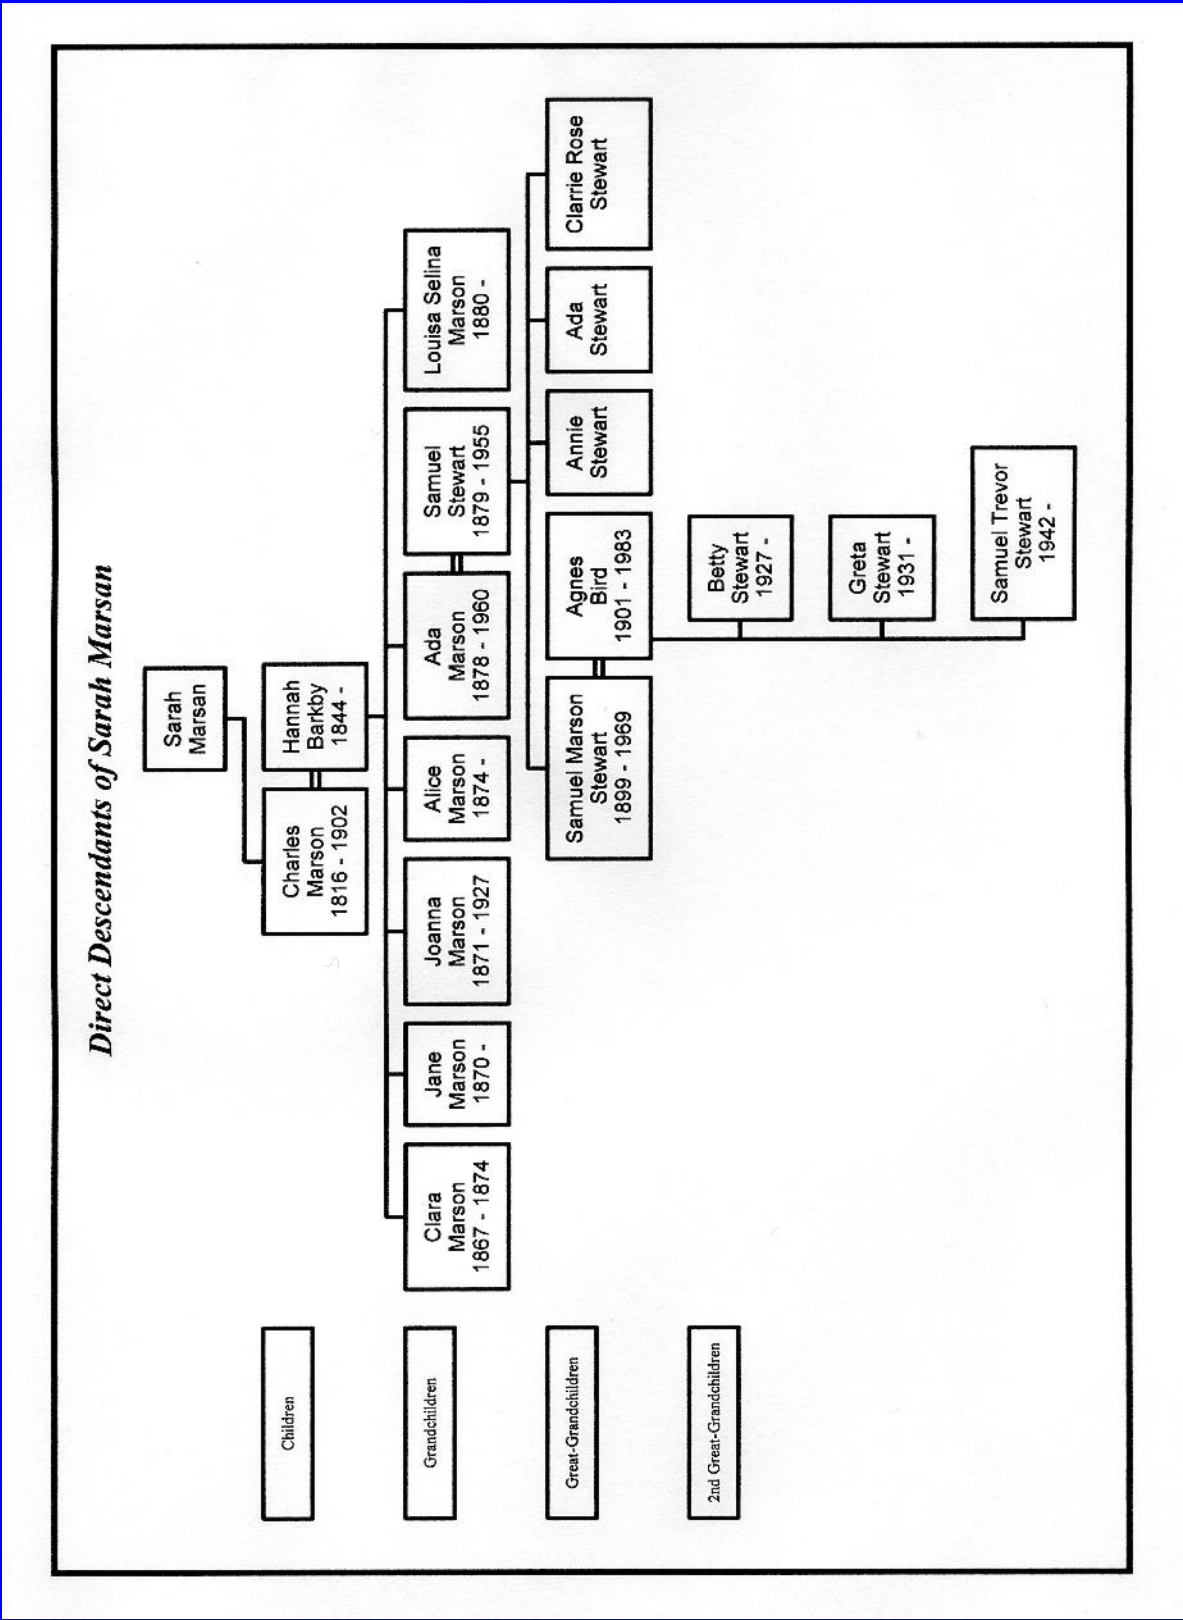 Direct Descendants of Sarah Marsan
Sarah
Marsan
Children
Charles
Marson
1816 - 1902
Hannah
Barkby
1844 -
Grandchildren
Clara
Marson
1867 - 1874
Jane
Marson
1870 -
Joanna
Marson
1871 - 1927
Alice
Marson
1874 -
Ada
Marson
1878 - 1960
Samuel
Stewart
1879 - 1955
Louisa Selina
Marson
1880 -
Great-Grandchildren
Samuel Marson
Stewart
1899 - 1969
Agnes
Bird
1901 - 1983
Annie
Stewart
Ada
Stewart
Clarrie Rose
Stewart
2nd Great-Grandchildren
Betty
Stewart
1927 -
Greta
Stewart
1931 -
Samuel Trevor
Stewart
1942 -